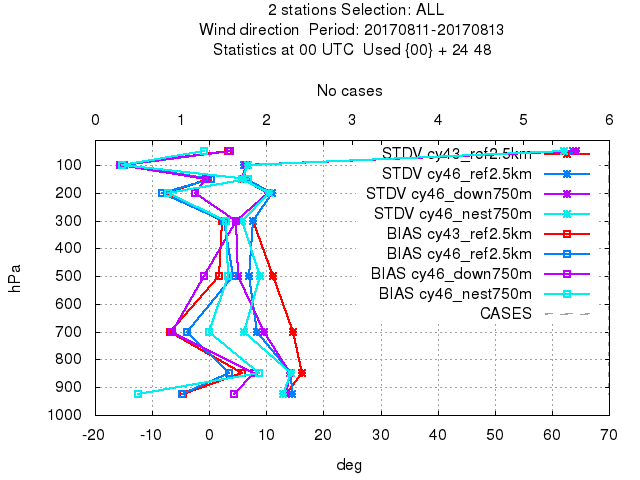 2 stations Selection: ALL
Wind direction  Period: 20170811-20170813
Statistics at 00 UTC  Used {00} + 24 48
No cases
0 1 2 3 4 5 6
STDV cy43_ref2.5km
STDV cy46_ref2.5km
STDV cy46_down750m
STDV cy46_nest750m
BIAS cy43_ref2.5km
BIAS cy46_ref2.5km
BIAS cy46_down750m
BIAS cy46_nest750m
CASES
100
200
300
400
500
600
700
800
900
1000
hPa
-20 -10 0 10 20 30 40 50 60 70
deg